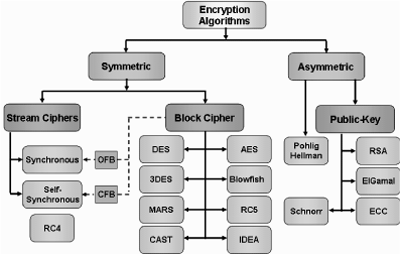 Encryption
Algorithms
Symmetric
Asymmetric
Stream Ciphers
Block Cipher
Pohlig
Hellman
Public-Key
Synchronous
OFB
Self-
Synchronous
CFB
RC4
DES
AES
3DES
Blowfish
MARS
RC5
CAST
IDEA
RSA
ElGamal
Schnorr
ECC